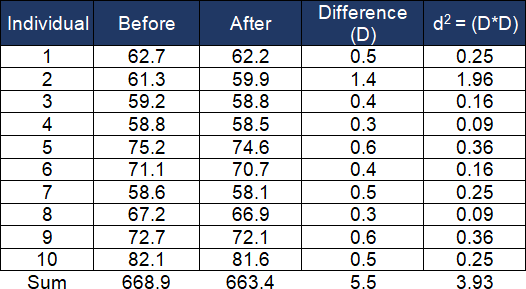 Individual Before After Difference (D) d² = (D*D)
1 62.7 62.2 0.5 0.25
2 61.3 59.9 1.4 1.96
3 59.2 58.8 0.4 0.16
4 58.8 58.5 0.3 0.09
5 75.2 74.6 0.6 0.36
6 71.1 70.7 0.4 0.16
7 58.6 58.1 0.5 0.25
8 67.2 66.9 0.3 0.09
9 72.7 72.1 0.6 0.36
10 82.1 81.6 0.5 0.25
Sum 668.9 663.4 5.5 3.93